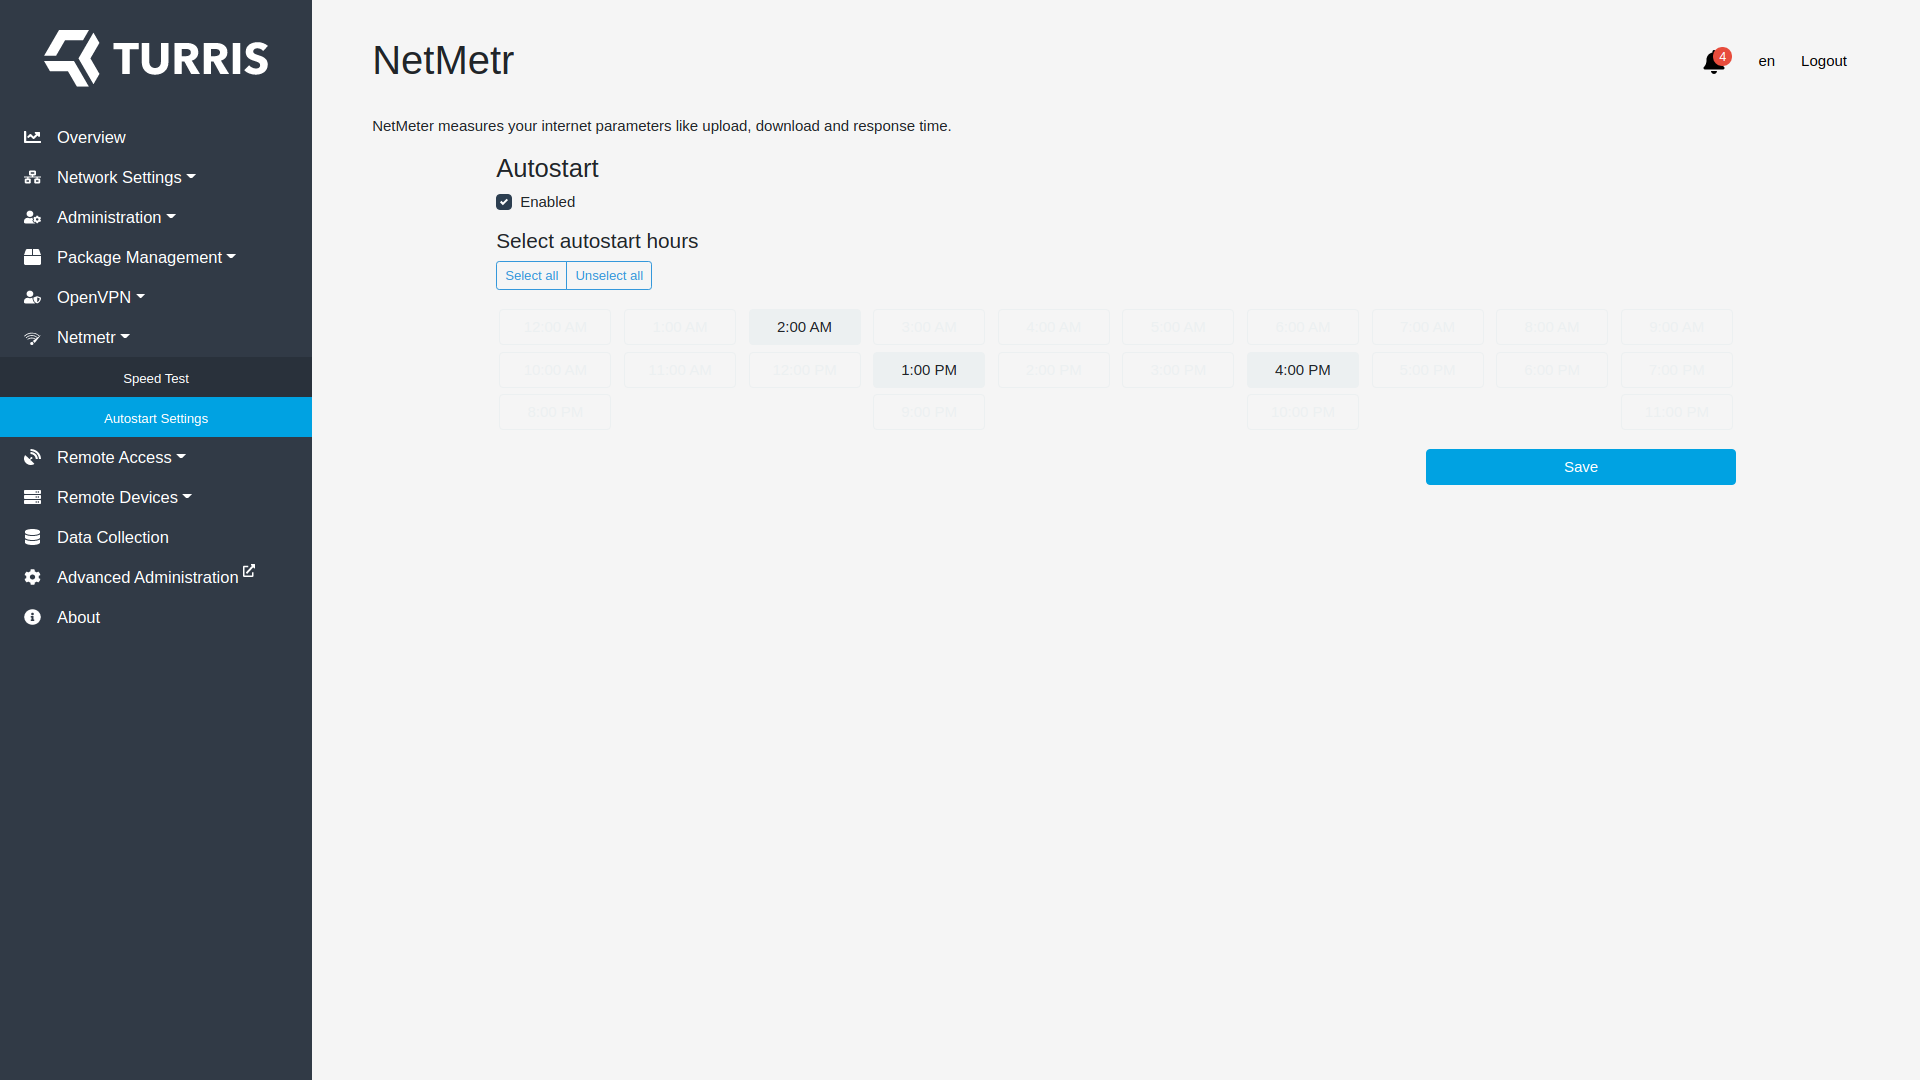 TURRIS
NetMetr
4
en
Logout
Overview
Network Settings
Administration
Package Management
OpenVPN
Netmetr
Speed Test
Autostart Settings
Remote Access
Remote Devices
Data Collection
Advanced Administration
About
NetMeter measures your internet parameters like upload, download and response time.
Autostart
Enabled
Select autostart hours
Select all Unselect all
12:00 AM 1:00 AM 2:00 AM 3:00 AM 4:00 AM 5:00 AM 6:00 AM 7:00 AM 8:00 AM 9:00 AM
10:00 AM 11:00 AM 12:00 PM 1:00 PM 2:00 PM 3:00 PM 4:00 PM 5:00 PM 6:00 PM 7:00 PM
8:00 PM 9:00 PM 10:00 PM 11:00 PM
Save